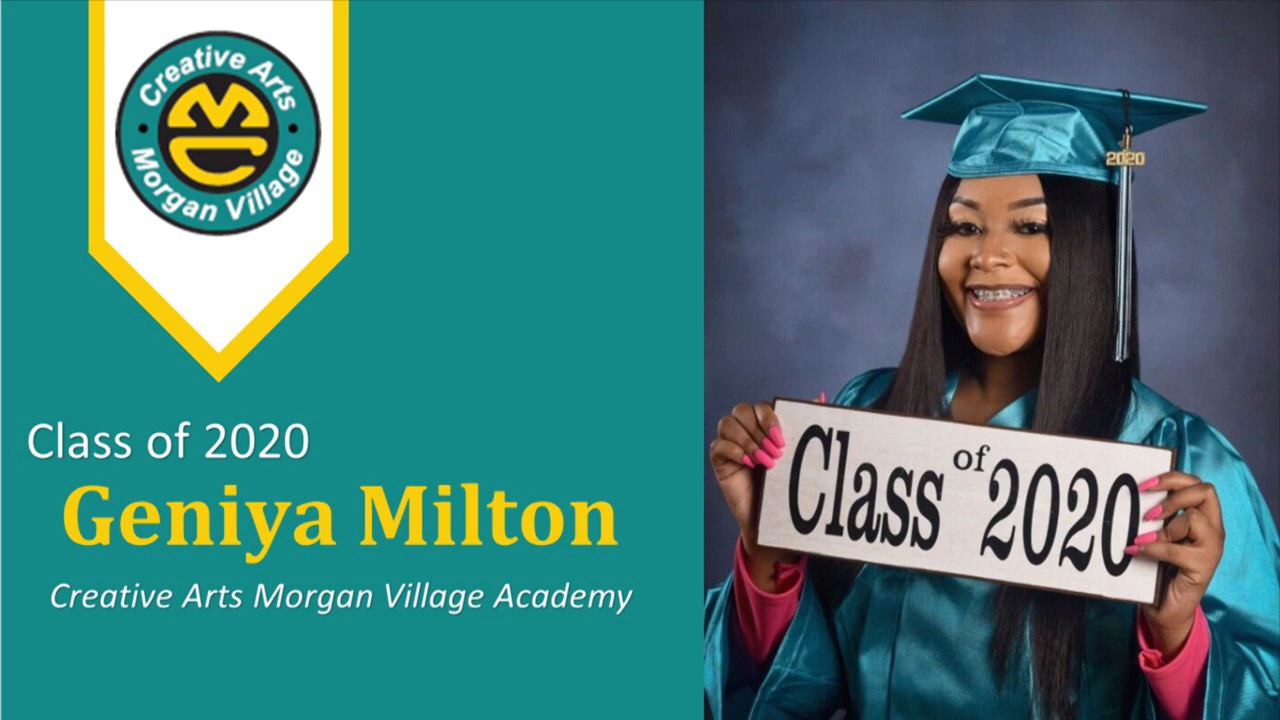 Creative Arts
Morgan Village
Class of 2020
Geniya Milton
Creative Arts Morgan Village Academy
2020
Class of 2020